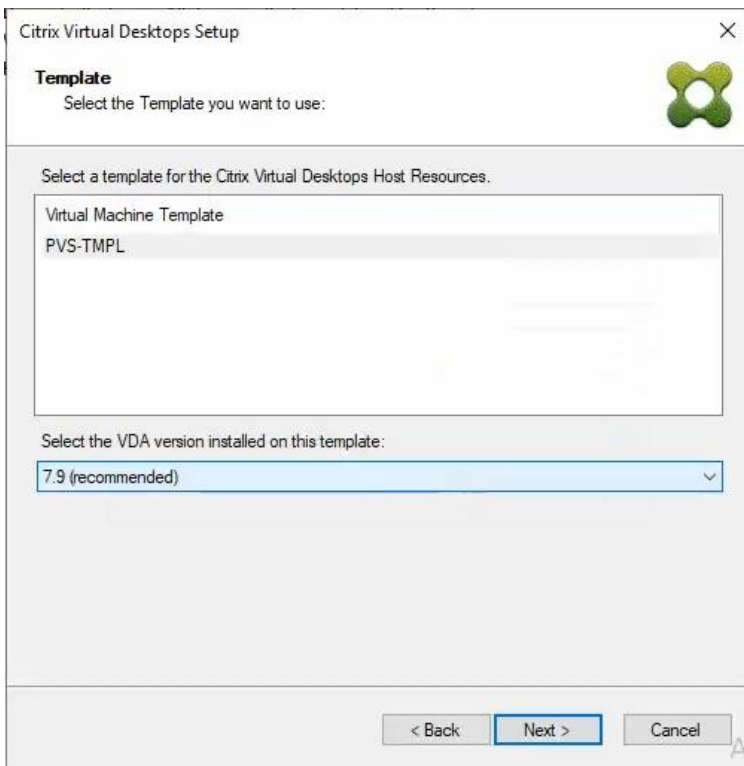 Citrix Virtual Desktops Setup
Template
Select the Template you want to use:
Select a template for the Citrix Virtual Desktops Host Resources.
Virtual Machine Template
PVS-TMPL
Select the VDA version installed on this template:
7.9 (recommended)
< Back Next > Cancel